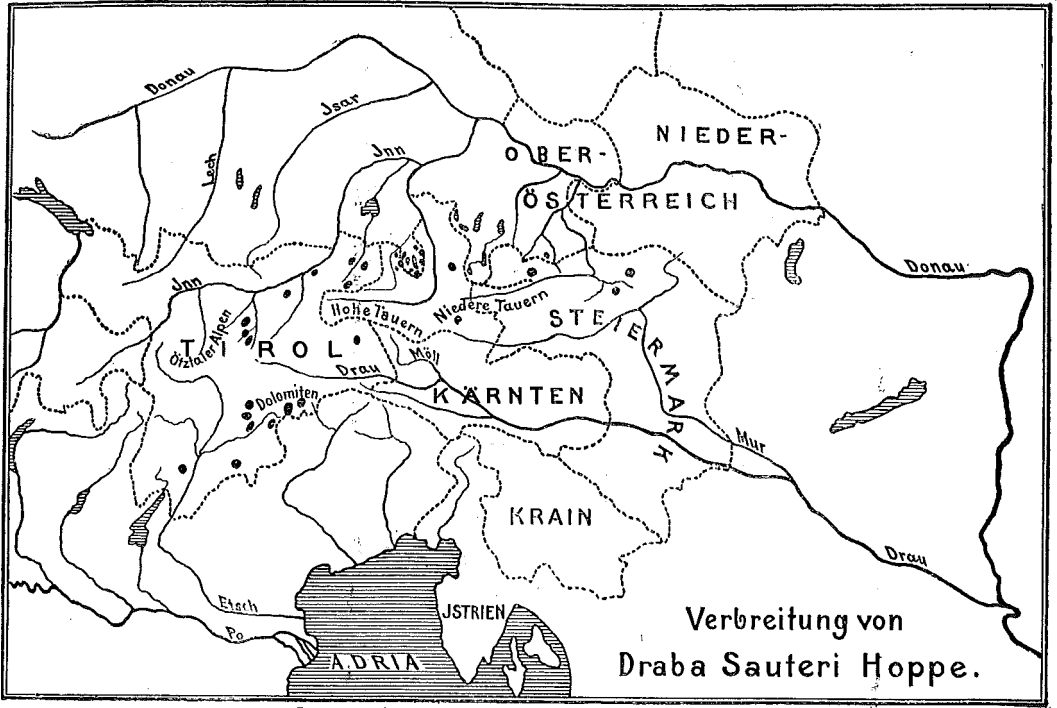 Donau
Jsar
Lech
Jnn
NIEDER-
OBER-
ÖSTERREICH
Donau
Jnn
Hohe Tauern
Niedere Tauern
STEIERMARK
Ötztaler Alpen
TIROL
Möll
Drau
KÄRNTEN
Dolomiten
Mur
KRAIN
Drau
Etsch
Po
JSTRIEN
ADRIA
Verbreitung von
Draba Sauteri Hoppe.